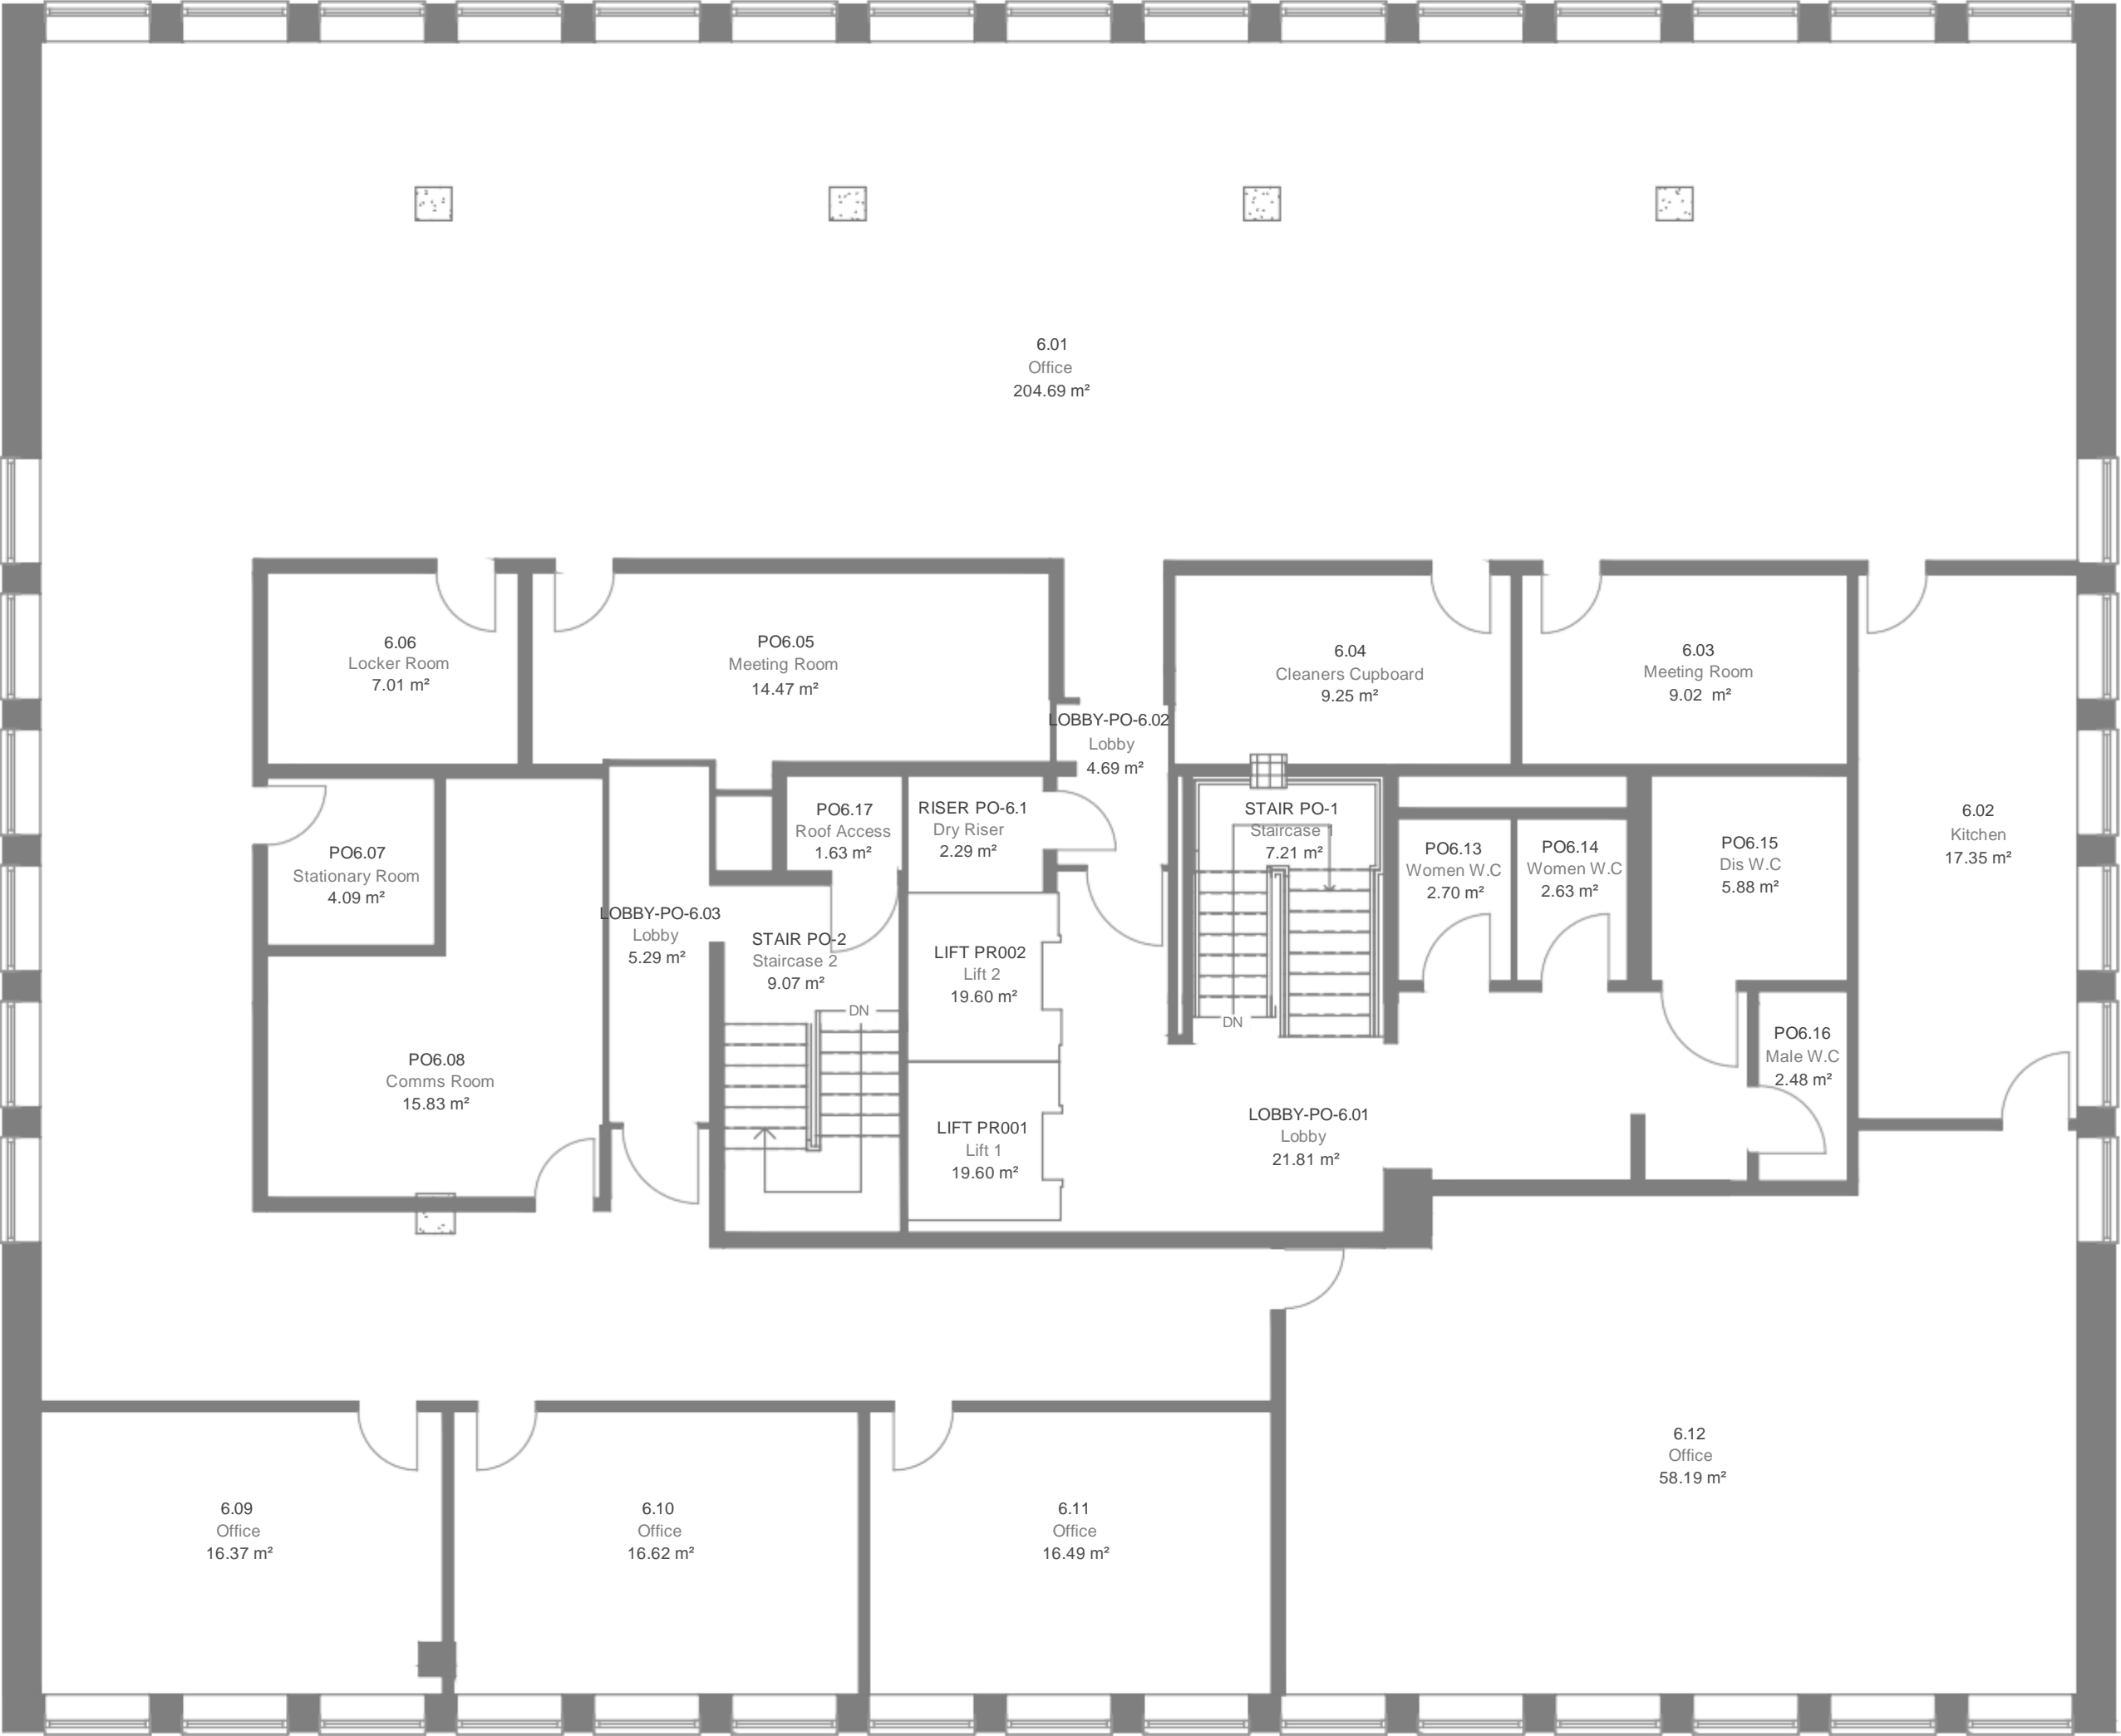 6.01
Office
204.69 m²
6.06
Locker Room
7.01 m²
PO6.05
Meeting Room
14.47 m²
LOBBY-PO-6.02
Lobby
4.69 m²
6.04
Cleaners Cupboard
9.25 m²
6.03
Meeting Room
9.02 m²
6.02
Kitchen
17.35 m²
PO6.07
Stationary Room
4.09 m²
PO6.17
Roof Access
1.63 m²
RISER PO-6.1
Dry Riser
2.29 m²
STAIR PO-1
Staircase 1
7.21 m²
DN
PO6.13
Women W.C
2.70 m²
PO6.14
Women W.C
2.63 m²
PO6.15
Dis W.C
5.88 m²
LOBBY-PO-6.03
Lobby
5.29 m²
STAIR PO-2
Staircase 2
9.07 m²
DN
LIFT PR002
Lift 2
19.60 m²
PO6.16
Male W.C
2.48 m²
PO6.08
Comms Room
15.83 m²
LIFT PR001
Lift 1
19.60 m²
LOBBY-PO-6.01
Lobby
21.81 m²
6.12
Office
58.19 m²
6.09
Office
16.37 m²
6.10
Office
16.62 m²
6.11
Office
16.49 m²